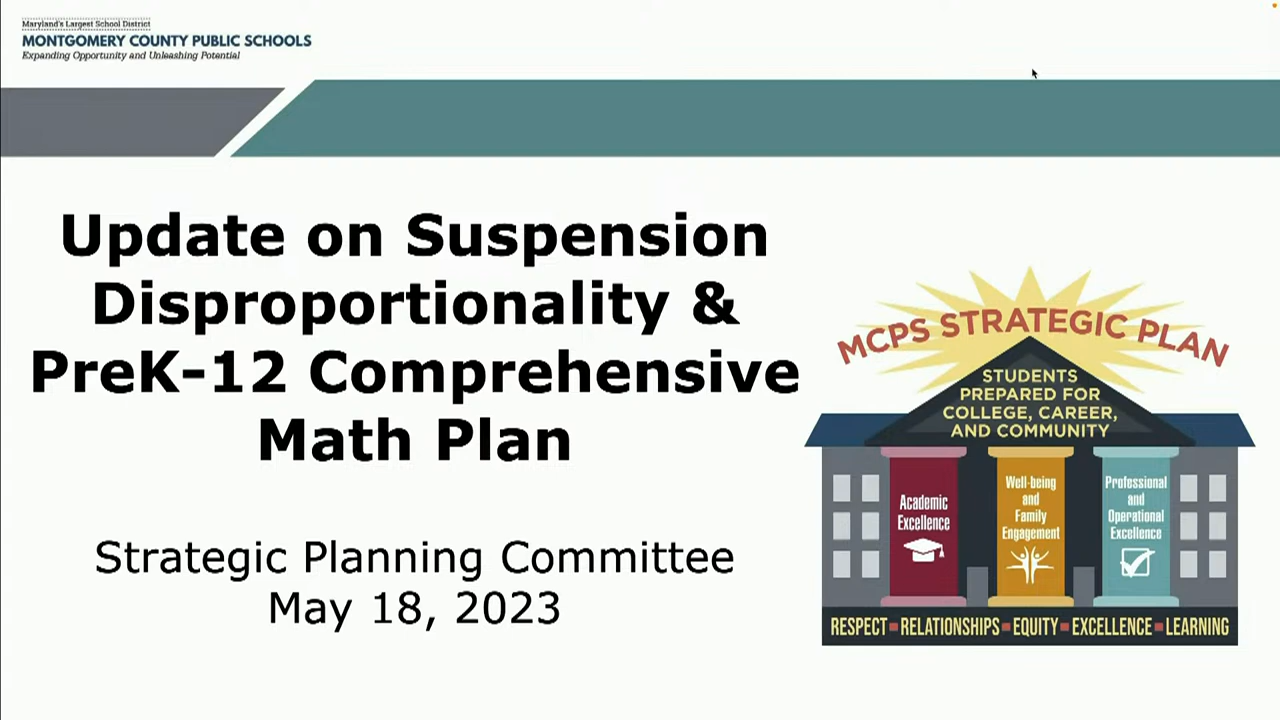 Maryland's Largest School District
MONTGOMERY COUNTY PUBLIC SCHOOLS
Expanding Opportunity and Unleashing Potential
Update on Suspension
Disproportionality &
PreK-12 Comprehensive
Math Plan
Strategic Planning Committee
May 18, 2023
MCPS STRATEGIC PLAN
STUDENTS
PREPARED FOR
COLLEGE, CAREER,
AND COMMUNITY
Academic
Excellence
Well-being
and
Family
Engagement
Professional
and
Operational
Excellence
RESPECT - RELATIONSHIPS - EQUITY - EXCELLENCE - LEARNING